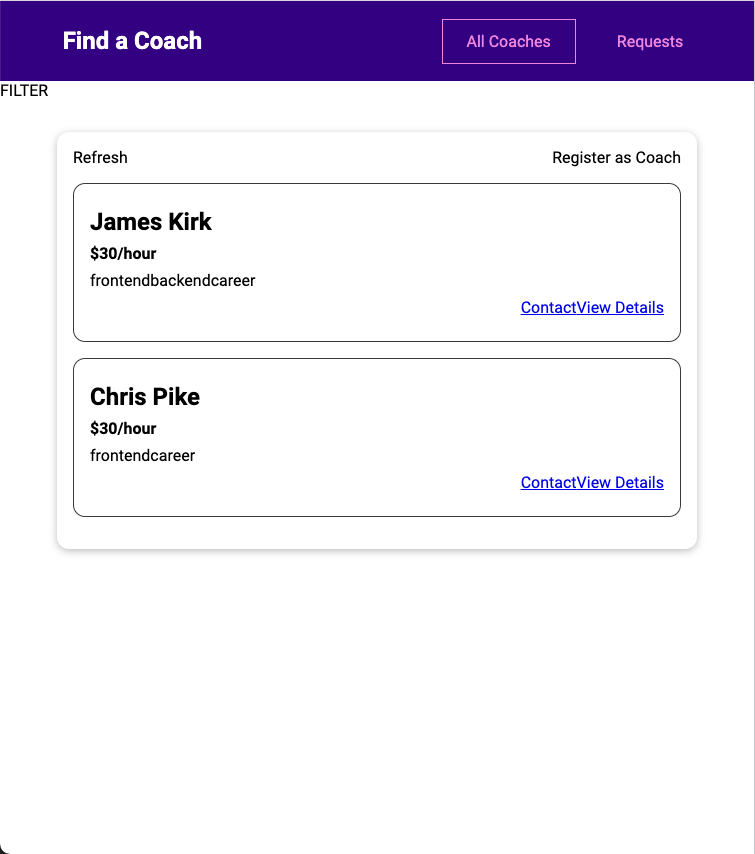 Find a Coach All Coaches Requests
FILTER
Refresh Register as Coach
James Kirk
$30/hour
frontendbackendcareer
ContactView Details
Chris Pike
$30/hour
frontendcareer
ContactView Details